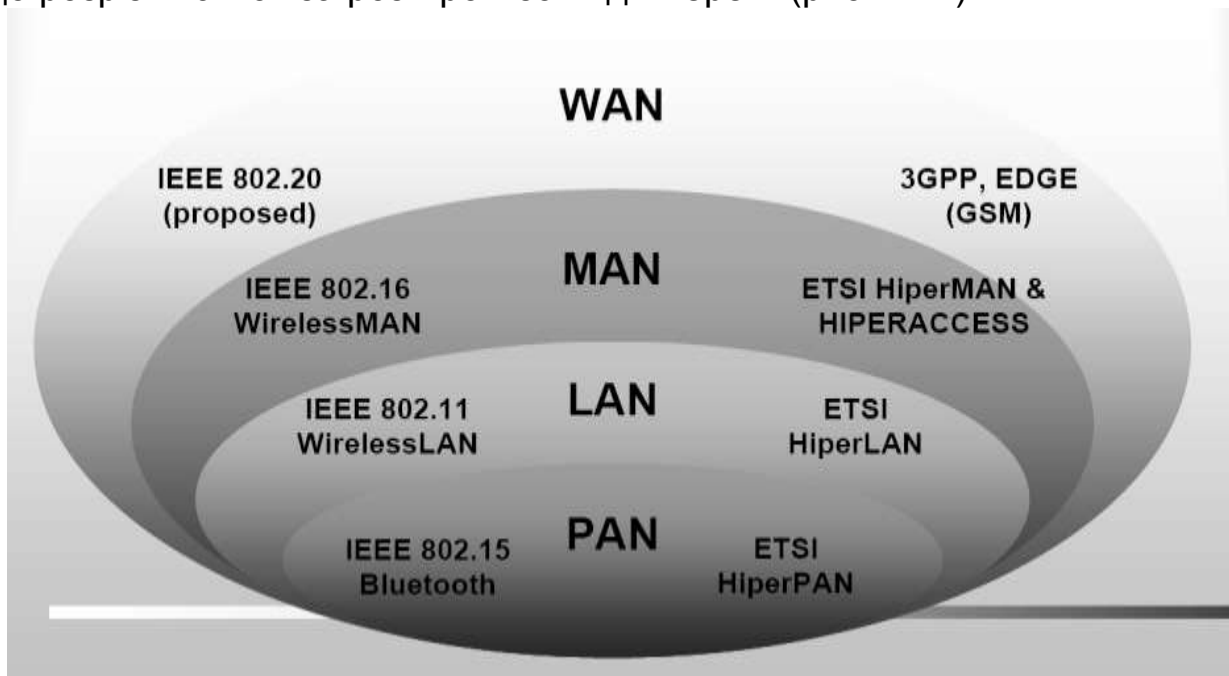 WAN
IEEE 802.20
(proposed)
3GPP, EDGE
(GSM)
MAN
IEEE 802.16
WirelessMAN
ETSI HiperMAN &
HIPERACCESS
LAN
IEEE 802.11
WirelessLAN
ETSI
HiperLAN
PAN
IEEE 802.15
Bluetooth
ETSI
HiperPAN